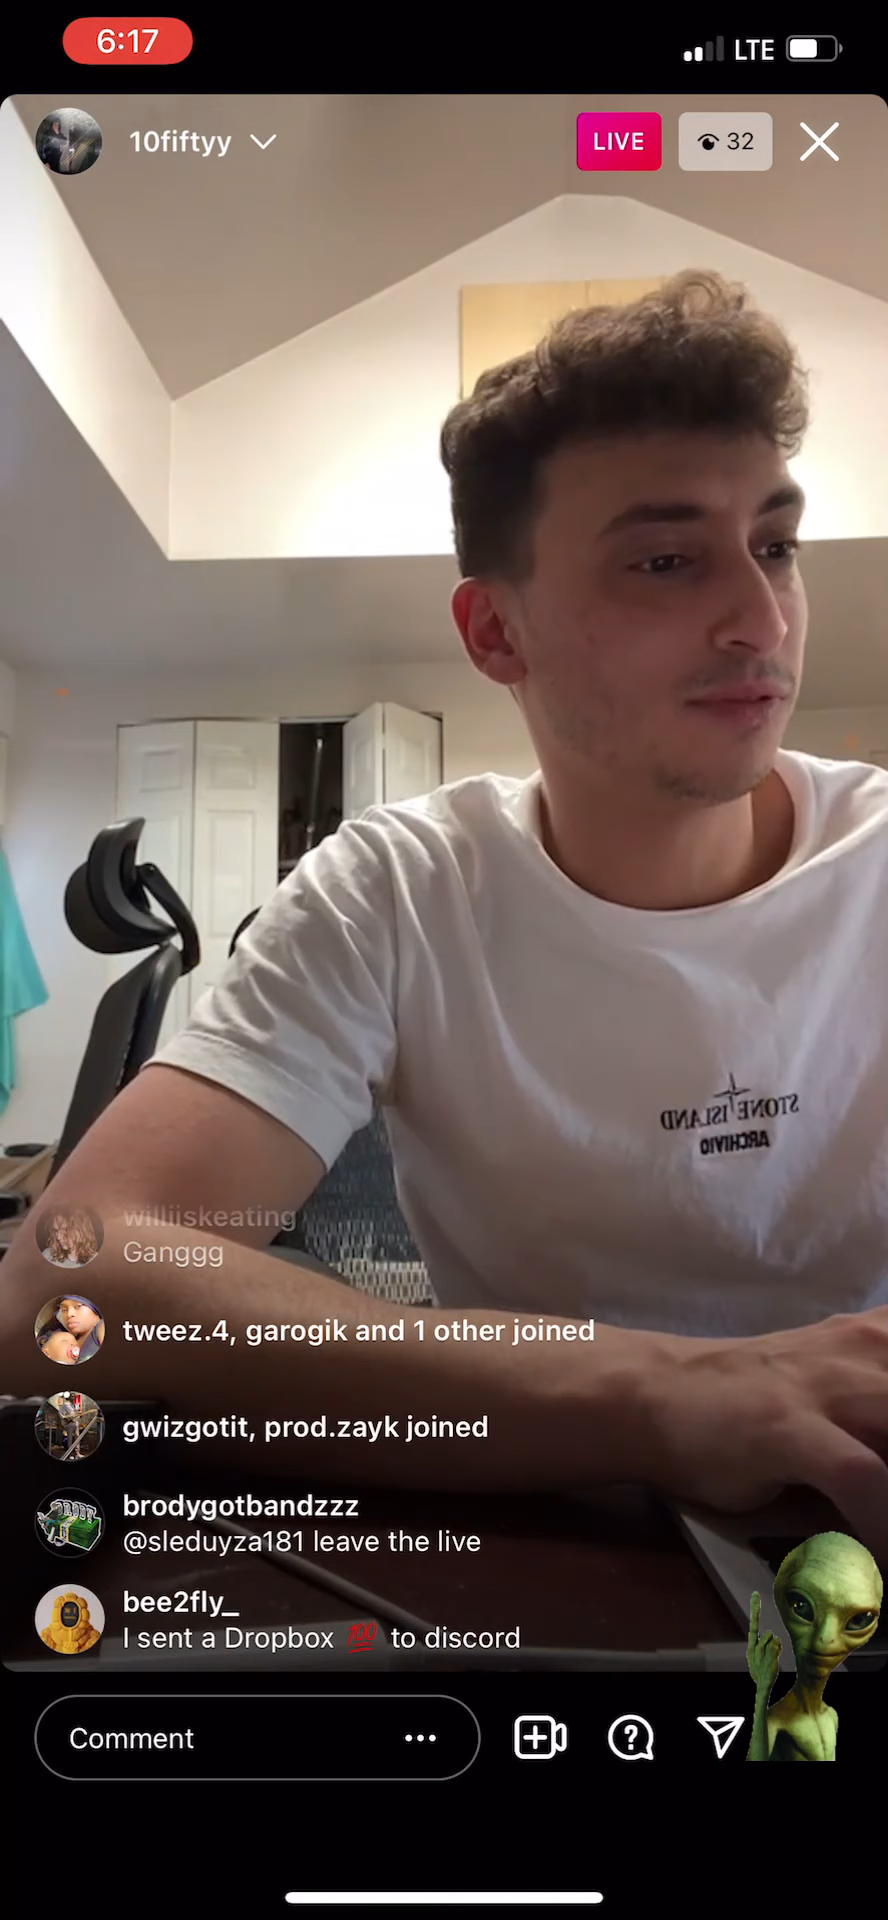 6:17
LTE
10fiftyy
LIVE
32
STONE ISLAND
ARCHIVIO
williiskeating
Ganggg
tweez.4, garogik and 1 other joined
gwizgotit, prod.zayk joined
brodygotbandzzz
@sleduyza181 leave the live
bee2fly_
I sent a Dropbox 💯 to discord
Comment